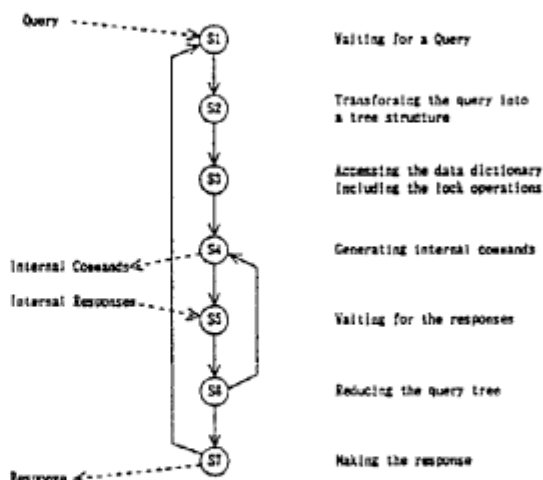 Query
S1
Waiting for a Query
S2
Transforming the query into
a tree structure
S3
Accessing the data dictionary
including the lock operations
S4
Generating internal commands
Internal Commands
Internal Responses
S5
Waiting for the responses
S6
Reducing the query tree
S7
Making the response
Response